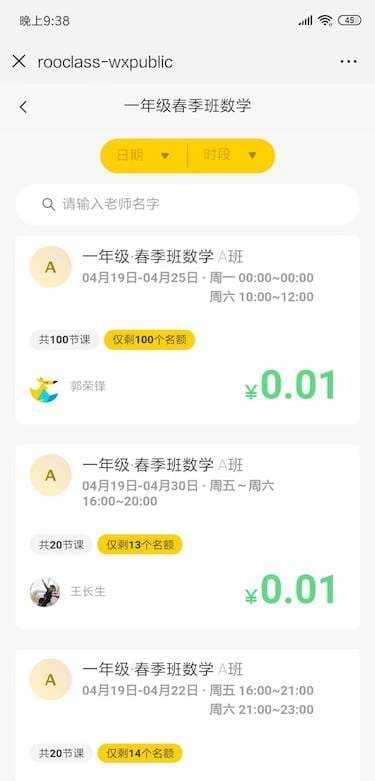 晚上9:38
45
rooclass-wxpublic
一年级春季班数学
日期
时段
请输入老师名字
A
一年级·春季班数学 A班
04月19日-04月25日 · 周一 00:00~00:00
周六 10:00~12:00
共100节课
仅剩100个名额
郭荣锋
¥0.01
A
一年级·春季班数学 A班
04月19日-04月30日 · 周五~周六
16:00~20:00
共20节课
仅剩13个名额
王长生
¥0.01
A
一年级·春季班数学 A班
04月19日-04月22日 · 周五 16:00~21:00
周六 21:00~23:00
共20节课
仅剩14个名额